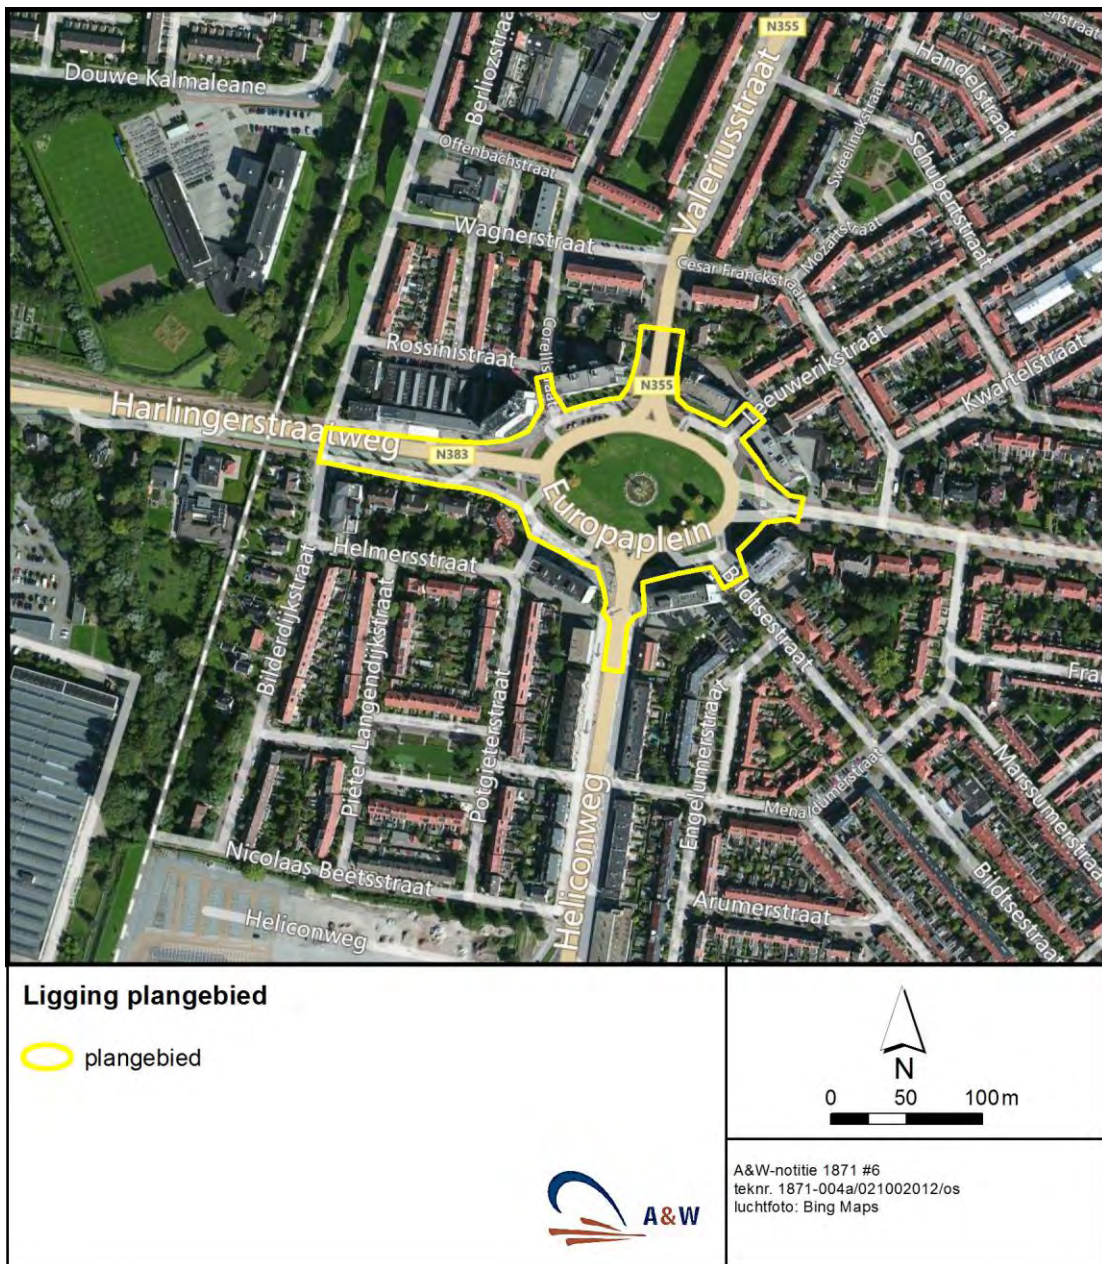 N355
Douwe Kalmaleane
Berliozstraat
Valeriusstraat
Händelstraat
Offenbachstraat
Sweelinckstraat
Schubertstraat
Wagnerstraat
Mozartstraat
Cesar Franckstraat
Rossinistraat
Corellistraat
N355
Leeuwerikstraat
Kwartelstraat
Harlingerstraatweg
N383
Europaplein
Helmersstraat
Bildtsestraat
Bilderdijkstraat
Pieter Langendijkstraat
Potgieterstraat
Engelumerstraat
Menaldumerstraat
Marssumerstraat
Heliconweg
Nicolaas Beetsstraat
Arumerstraat
Bildtsestraat
Heliconweg
Ligging plangebied
plangebied
N
0 50 100 m
A&W
A&W-notitie 1871 #6
teknr. 1871-004a/021002012/os
luchtfoto: Bing Maps